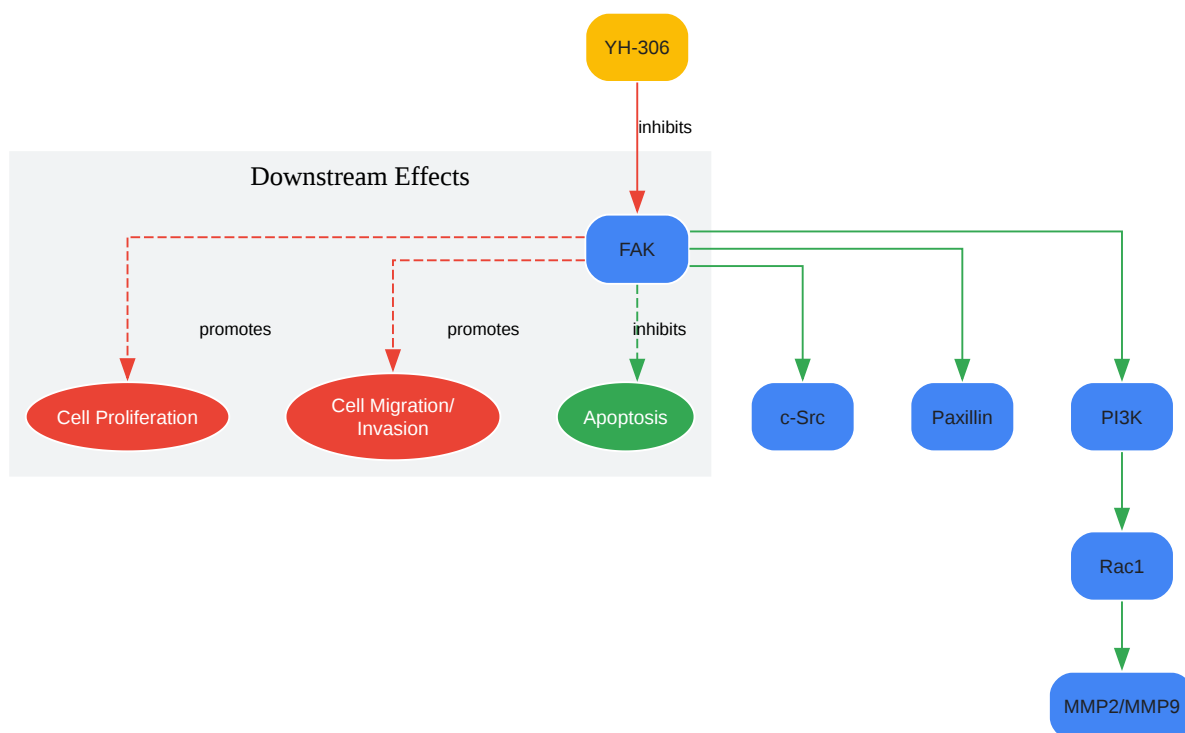 YH-306
inhibits
Downstream Effects
FAK
promotes
promotes
inhibits
Cell Proliferation
Cell Migration/
Invasion
Apoptosis
c-Src
Paxillin
PI3K
Rac1
MMP2/MMP9